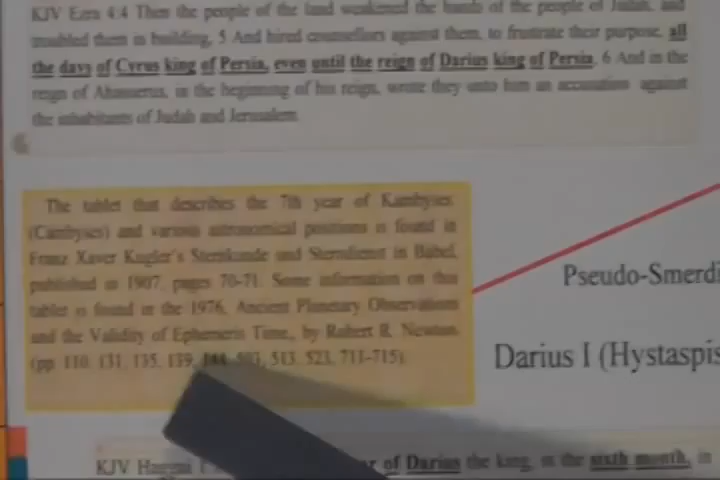 KJV Ezra 4:4 Then the people of the land weakened the hands of the people of Judah, and
troubled them in building, 5 And hired counsellors against them, to frustrate their purpose, all
the days of Cyrus king of Persia, even until the reign of Darius king of Persia. 6 And in the
reign of Ahasuerus, in the beginning of his reign, wrote they unto him an accusation against
the inhabitants of Judah and Jerusalem.
The tablet that describes the 7th year of Kambyses
(Cambyses) and various astronomical positions is found in
Franz Xaver Kugler's Sternkunde und Sterndienst in Babel,
published in 1907, pages 70-71. Some information on this
tablet is found in the 1976, Ancient Planetary Observations
and the Validity of Ephemeris Time, by Robert R. Newton
(pp. 110, 131, 135, 139, 144, 503, 513, 523, 711-715).
Pseudo-Smerdi
Darius I (Hystaspis
KJV Haggai of Darius the king, in the sixth month, in